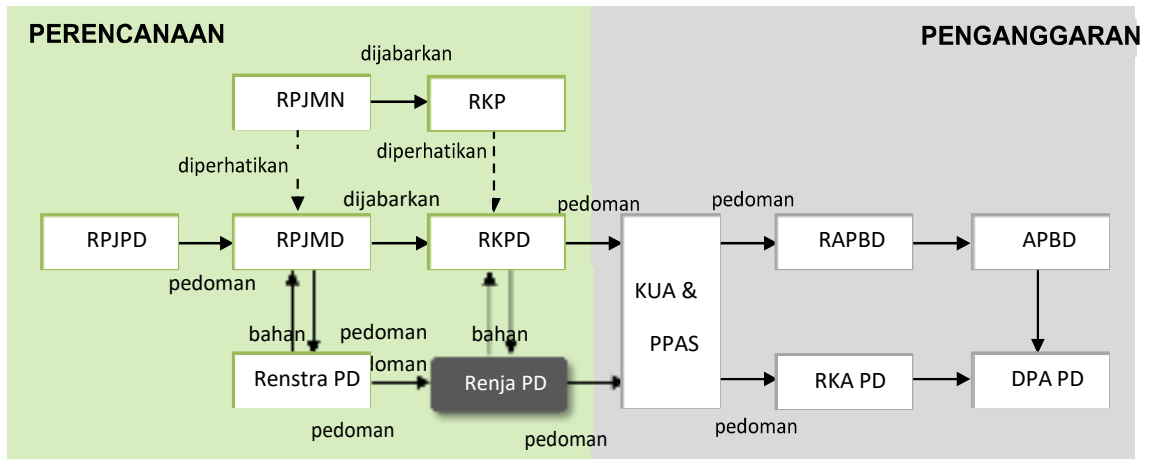 PERENCANAAN
PENGANGGARAN
dijabarkan
RPJMN
RKP
diperhatikan
diperhatikan
dijabarkan
pedoman
pedoman
RPJPD
RPJMD
RKPD
RAPBD
APBD
pedoman
KUA &
PPAS
bahan
pedoman
bahan
doman
Renstra PD
Renja PD
RKA PD
DPA PD
pedoman
pedoman
pedoman